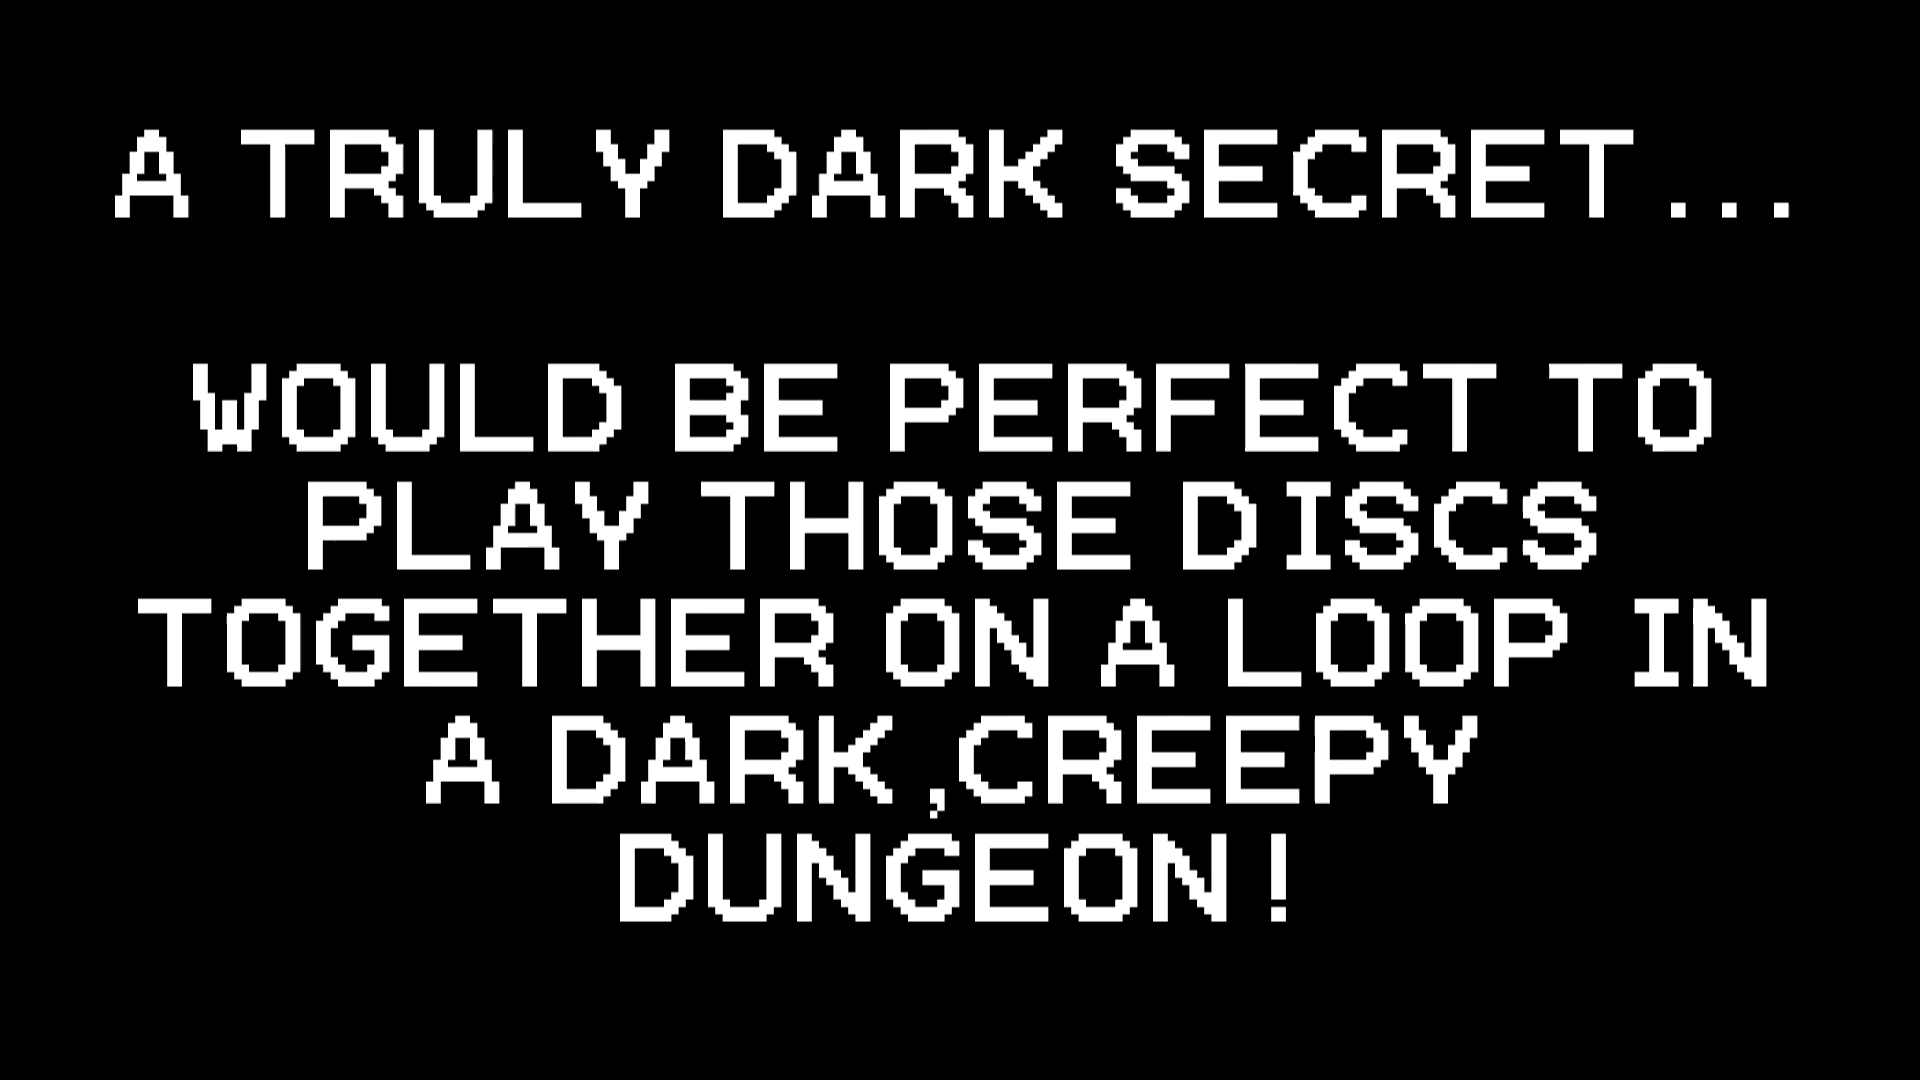 A TRULY DARK SECRET...
WOULD BE PERFECT TO
PLAY THOSE DISCS
TOGETHER ON A LOOP IN
A DARK,CREEPY
DUNGEON!